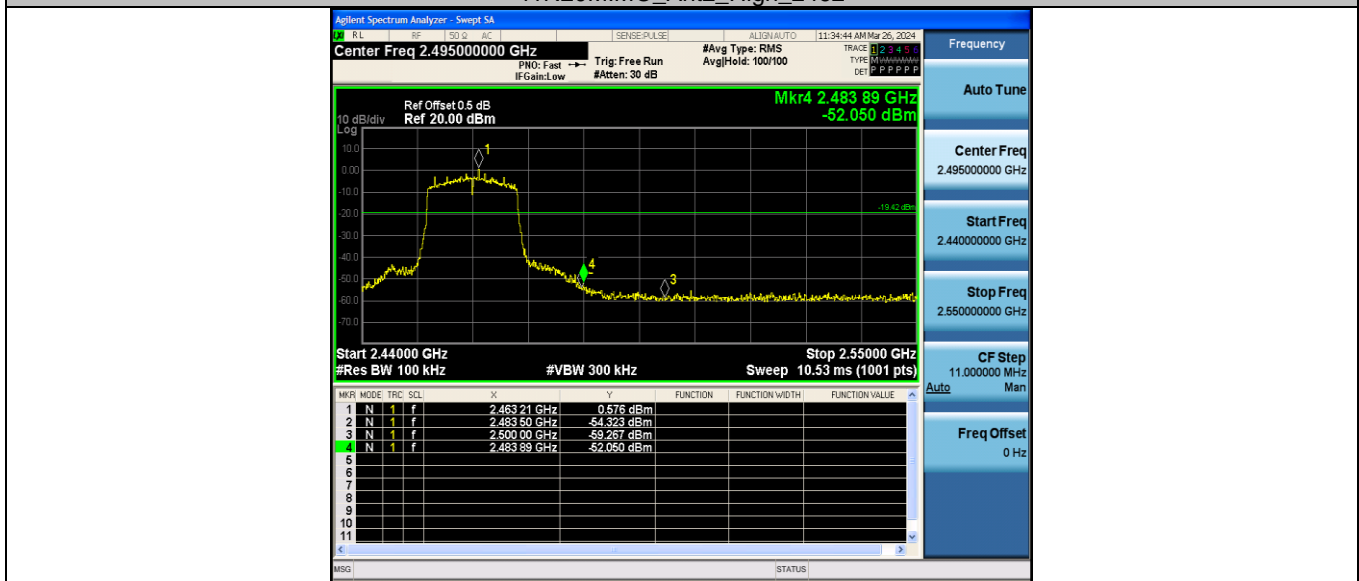 Agilent Spectrum Analyzer - Swept SA
RL RF 50 Ω AC SENSE:PULSE ALIGNAUTO 11:34:44 AM Mar 26, 2024
Center Freq 2.495000000 GHz
PNO: Fast
IFGain:Low
Trig: Free Run
#Atten: 30 dB
#Avg Type: RMS
Avg|Hold: 100/100
TRACE 1 2 3 4 5 6
TYPE M
DET P P P P P P
Frequency
Auto Tune
Center Freq
2.495000000 GHz
Start Freq
2.440000000 GHz
Stop Freq
2.550000000 GHz
CF Step
11.000000 MHz
Auto Man
Freq Offset
0 Hz
Mkr4 2.483 89 GHz
-52.050 dBm
Ref Offset 0.5 dB
10 dB/div Ref 20.00 dBm
Log
10.0
0.00
-10.0
-20.0
-30.0
-40.0
-50.0
-60.0
-70.0
1
4
3
-19.42 dBm
Start 2.44000 GHz Stop 2.55000 GHz
#Res BW 100 kHz #VBW 300 kHz Sweep 10.53 ms (1001 pts)
MKR MODE TRC SCL X Y FUNCTION FUNCTION WIDTH FUNCTION VALUE
1 N 1 f 2.463 21 GHz 0.576 dBm
2 N 1 f 2.483 50 GHz -54.323 dBm
3 N 1 f 2.500 00 GHz -59.267 dBm
4 N 1 f 2.483 89 GHz -52.050 dBm
5
6
7
8
9
10
11
MSG STATUS